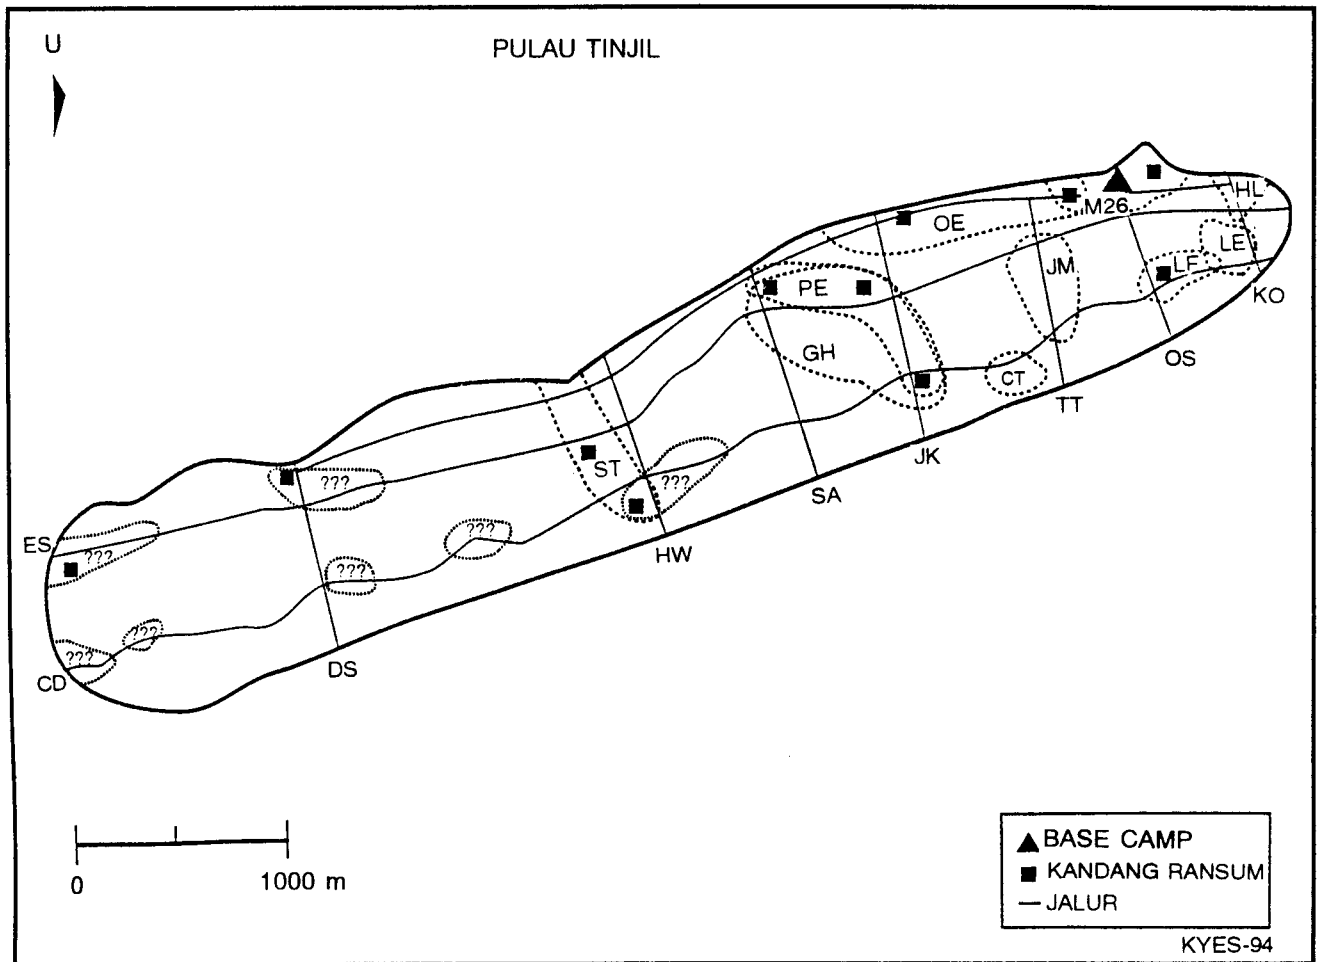 U
PULAU TINJIL
HL
M26
OE
LE
JM
LF
PE
KO
GH
OS
CT
TT
JK
ST
???
???
SA
???
ES
???
HW
???
???
???
DS
CD
0
1000 m
BASE CAMP
KANDANG RANSUM
JALUR
KYES-94